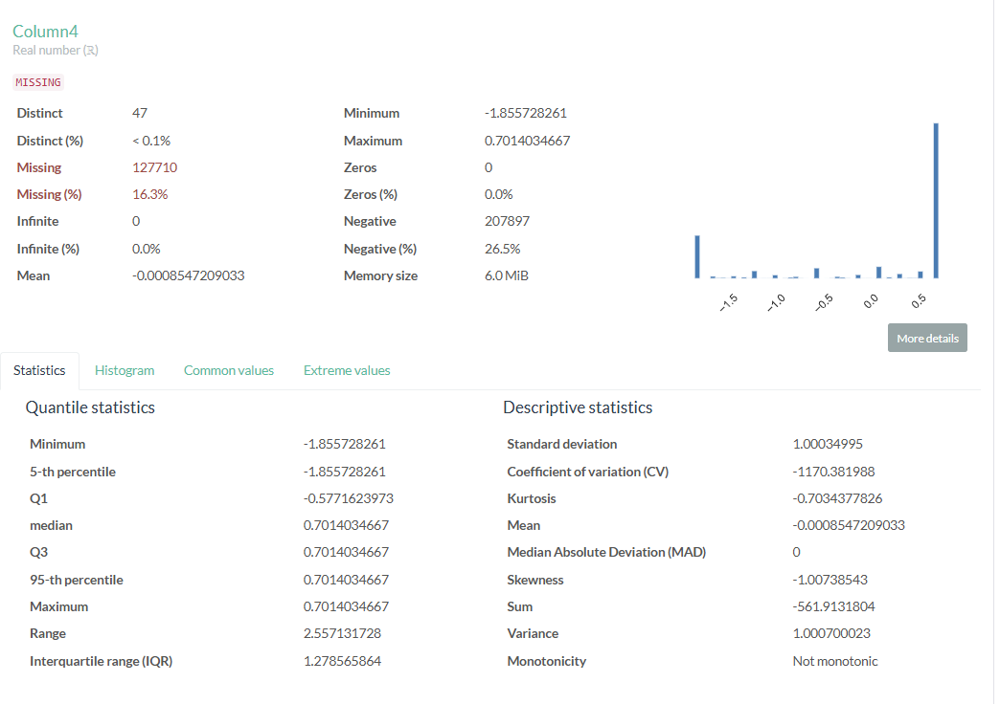 Column4
Real number (ℝ)
MISSING
Distinct 47
Distinct (%) < 0.1%
Missing 127710
Missing (%) 16.3%
Infinite 0
Infinite (%) 0.0%
Mean -0.0008547209033
Minimum -1.855728261
Maximum 0.7014034667
Zeros 0
Zeros (%) 0.0%
Negative 207897
Negative (%) 26.5%
Memory size 6.0 MiB
−1.5 −1.0 −0.5 0.0 0.5
More details
Statistics Histogram Common values Extreme values
Quantile statistics
Minimum -1.855728261
5-th percentile -1.855728261
Q1 -0.5771623973
median 0.7014034667
Q3 0.7014034667
95-th percentile 0.7014034667
Maximum 0.7014034667
Range 2.557131728
Interquartile range (IQR) 1.278565864
Descriptive statistics
Standard deviation 1.00034995
Coefficient of variation (CV) -1170.381988
Kurtosis -0.7034377826
Mean -0.0008547209033
Median Absolute Deviation (MAD) 0
Skewness -1.00738543
Sum -561.9131804
Variance 1.000700023
Monotonicity Not monotonic